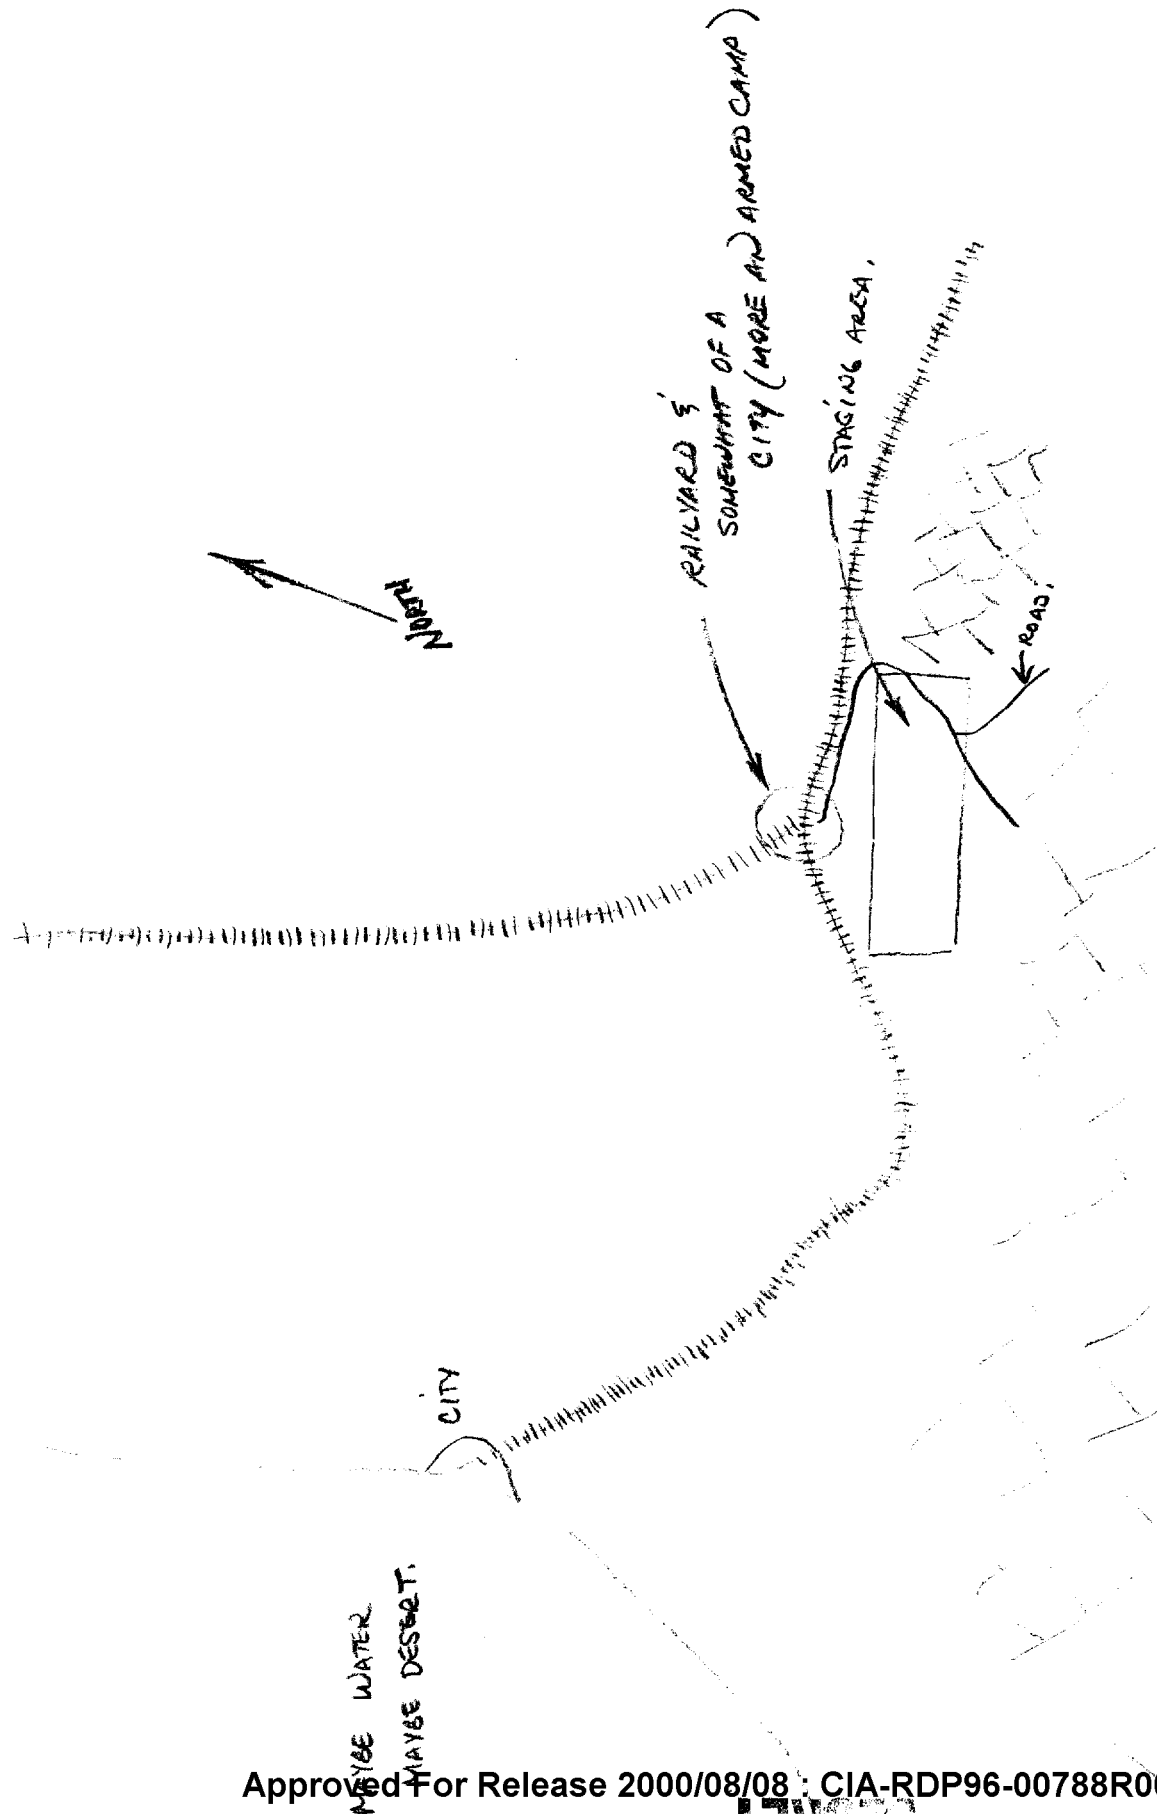 RAILYARD &
SOMEWHAT OF A
CITY (MORE AN ARMED CAMP)
STAGING AREA.
NORTH
ROAD.
CITY
MAYBE WATER
MAYBE DESERT.
Approved For Release 2000/08/08 : CIA-RDP96-00788R00